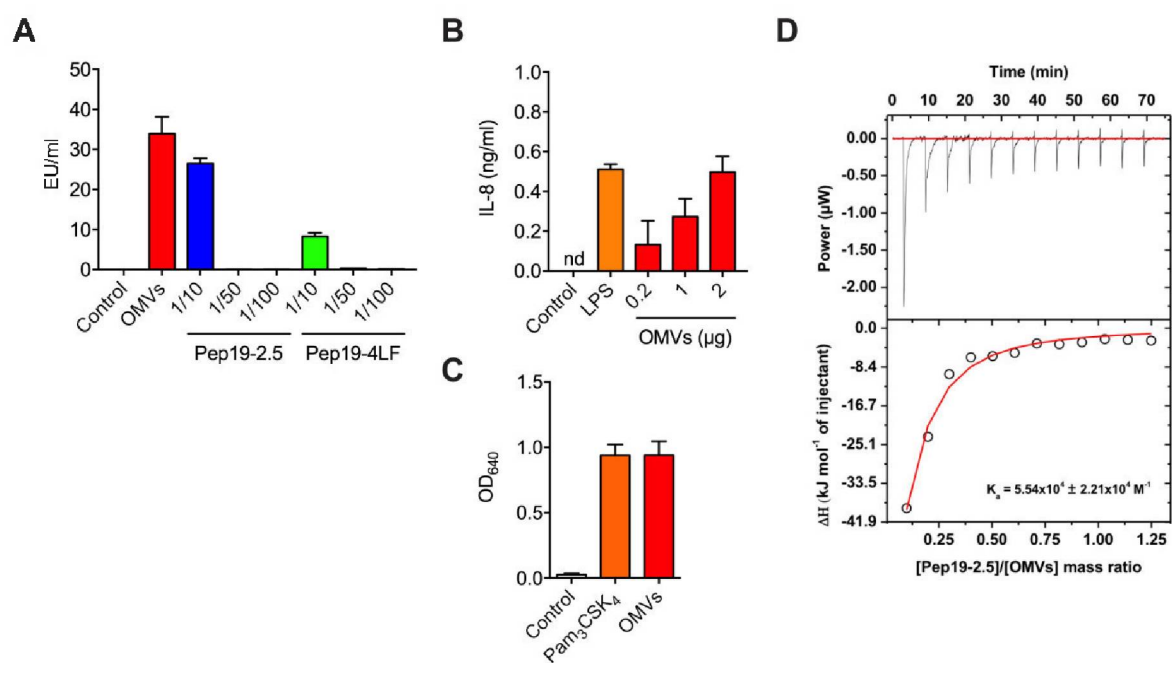 A
50
40
30
20
10
0
EU/ml
Control
OMVs
1/10
1/50
1/100
1/10
1/50
1/100
Pep19-2.5
Pep19-4LF
B
1.0
0.8
0.6
0.4
0.2
0.0
IL-8 (ng/ml)
nd
Control
LPS
0.2
1
2
OMVs (µg)
C
1.5
1.0
0.5
0.0
OD₆₄₀
Control
Pam₃CSK₄
OMVs
D
Time (min)
0 10 20 30 40 50 60 70
0.00
-0.50
-1.00
-1.50
-2.00
Power (µW)
0.0
-8.4
-16.7
-25.1
-33.5
-41.9
ΔH (kJ mol⁻¹ of injectant)
Kₐ = 5.54x10⁴ ± 2.21x10⁴ M⁻¹
0.25 0.50 0.75 1.00 1.25
[Pep19-2.5]/[OMVs] mass ratio